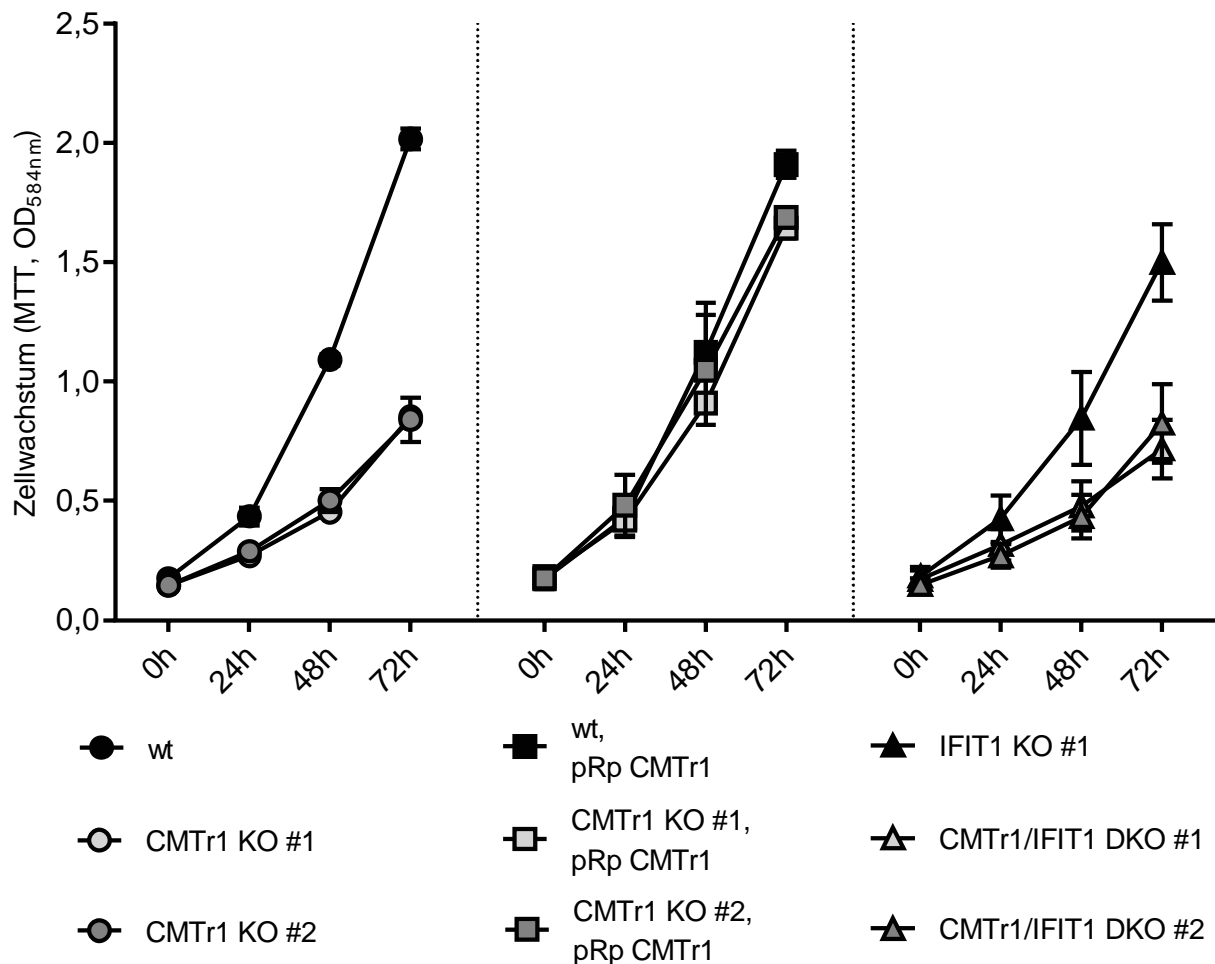 Zellwachstum (MTT, OD584nm)
2,5
2,0
1,5
1,0
0,5
0,0
0h
24h
48h
72h
0h
24h
48h
72h
0h
24h
48h
72h
wt
CMTr1 KO #1
CMTr1 KO #2
wt,
pRp CMTr1
CMTr1 KO #1,
pRp CMTr1
CMTr1 KO #2,
pRp CMTr1
IFIT1 KO #1
CMTr1/IFIT1 DKO #1
CMTr1/IFIT1 DKO #2